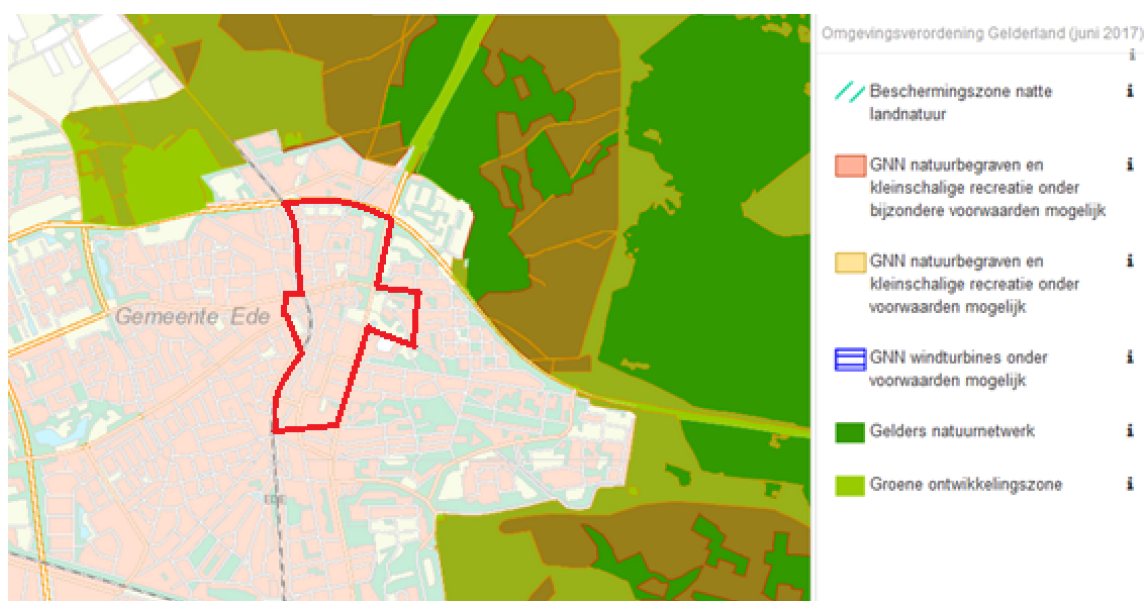 Omgevingsverordening Gelderland (juni 2017)
i
Beschermingszone natte i
landnatuur
GNN natuurbegraven en i
kleinschalige recreatie onder
bijzondere voorwaarden mogelijk
GNN natuurbegraven en i
kleinschalige recreatie onder
voorwaarden mogelijk
GNN windturbines onder i
voorwaarden mogelijk
Gelders natuurnetwerk i
Groene ontwikkelingszone i
Gemeente Ede
EDE